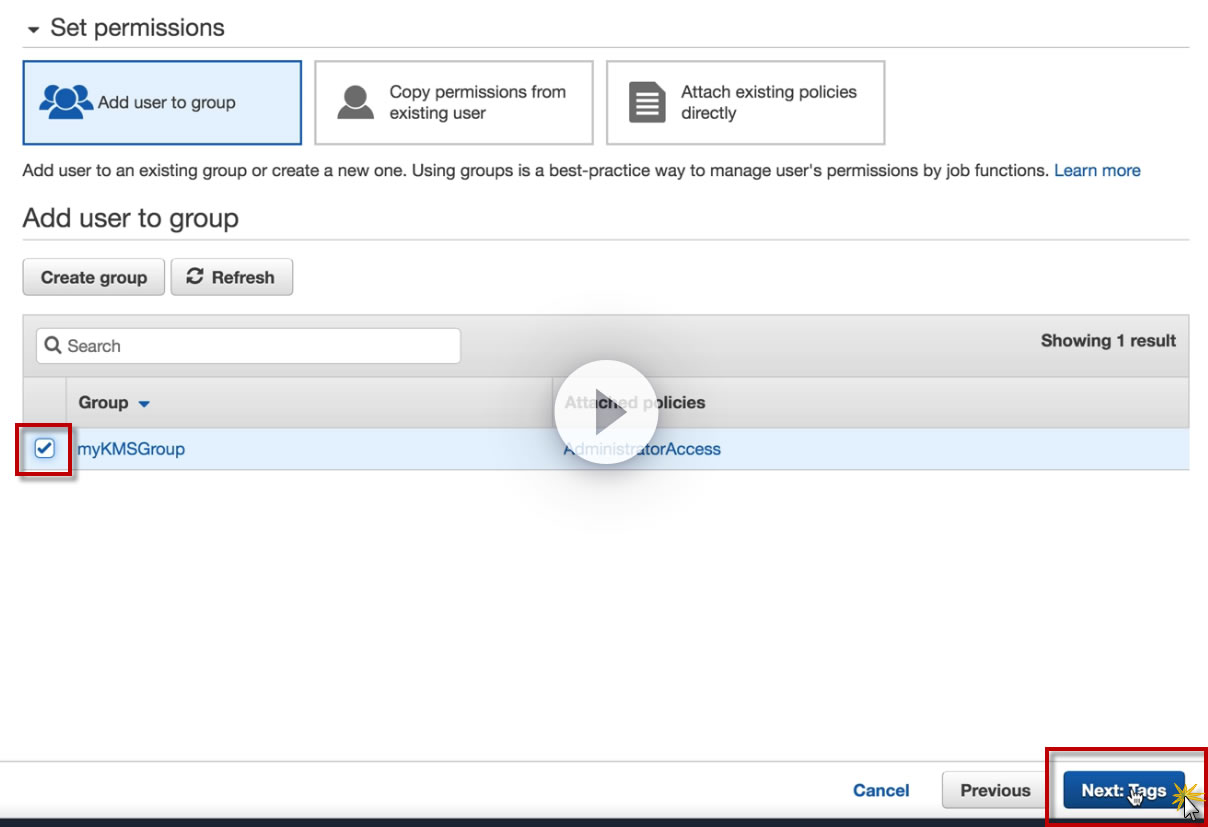 Set permissions
Add user to group
Copy permissions from
existing user
Attach existing policies
directly
Add user to an existing group or create a new one. Using groups is a best-practice way to manage user's permissions by job functions. Learn more
Add user to group
Create group
Refresh
Search
Showing 1 result
Group
Attached policies
myKMSGroup
AdministratorAccess
Cancel
Previous
Next: Tags